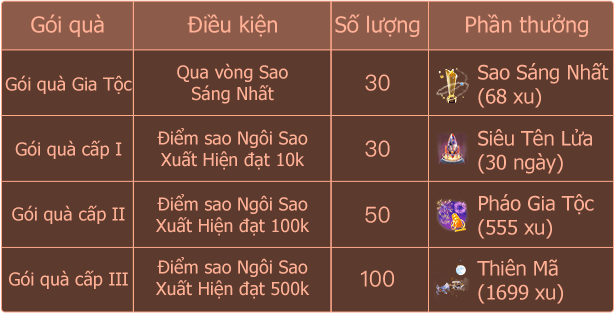 Gói quà Điều kiện Số lượng Phần thưởng
Gói quà Gia Tộc
Qua vòng Sao
Sáng Nhất
30
Sao Sáng Nhất
(68 xu)
Gói quà cấp I
Điểm sao Ngôi Sao
Xuất Hiện đạt 10k
30
Siêu Tên Lửa
(30 ngày)
Gói quà cấp II
Điểm sao Ngôi Sao
Xuất Hiện đạt 100k
50
Pháo Gia Tộc
(555 xu)
Gói quà cấp III
Điểm sao Ngôi Sao
Xuất Hiện đạt 500k
100
Thiên Mã
(1699 xu)